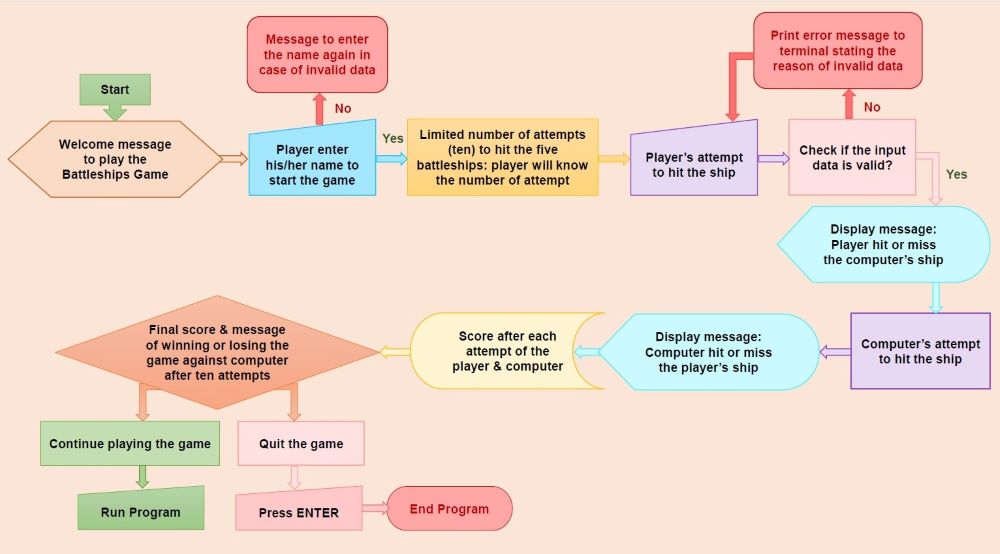 Start
Welcome message
to play the
Battleships Game
Message to enter
the name again in
case of invalid data
No
Player enter
his/her name to
start the game
Yes
Limited number of attempts
(ten) to hit the five
battleships: player will know
the number of attempt
Player's attempt
to hit the ship
Print error message to
terminal stating the
reason of invalid data
No
Check if the input
data is valid?
Yes
Display message:
Player hit or miss
the computer's ship
Computer's attempt
to hit the ship
Display message:
Computer hit or miss
the player's ship
Score after each
attempt of the
player & computer
Final score & message
of winning or losing the
game against computer
after ten attempts
Continue playing the game
Run Program
Quit the game
Press ENTER
End Program